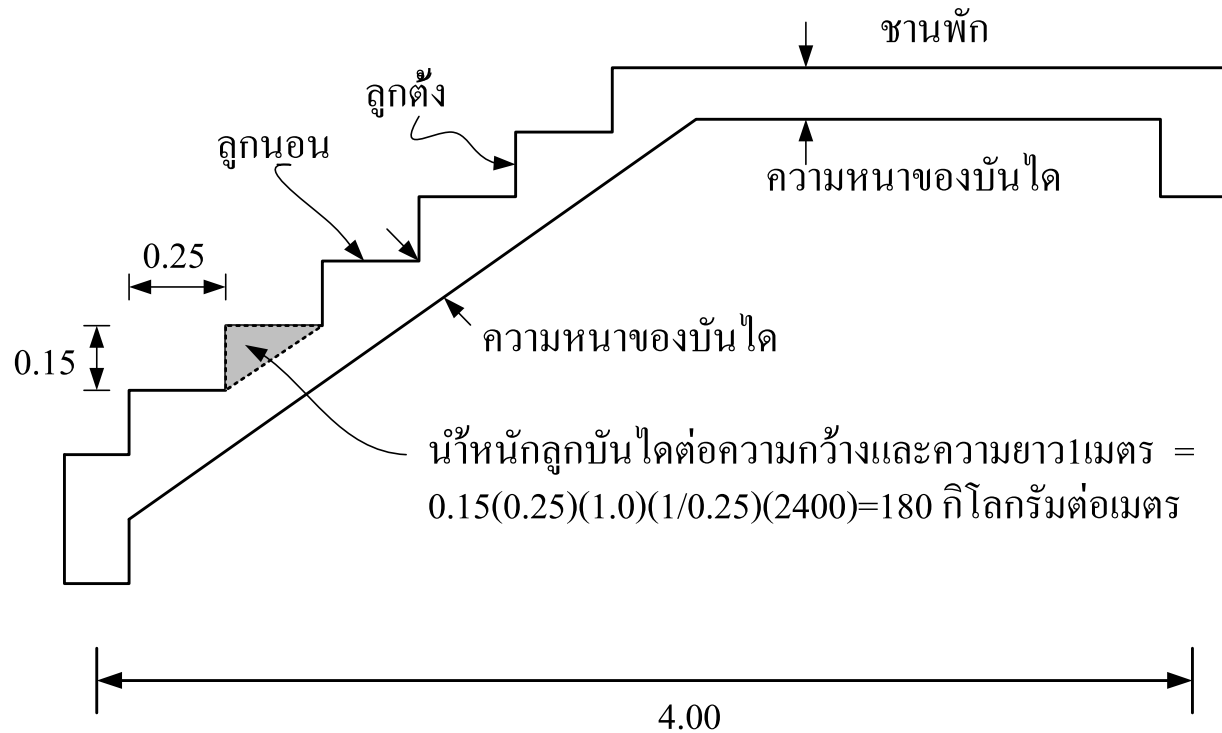 ชานพัก
ลูกตั้ง
ลูกนอน
ความหนาของบันได
0.25
ความหนาของบันได
0.15
น้ำหนักลูกบันไดต่อความกว้างและความยาว1เมตร =
0.15(0.25)(1.0)(1/0.25)(2400)=180 กิโลกรัมต่อเมตร
4.00